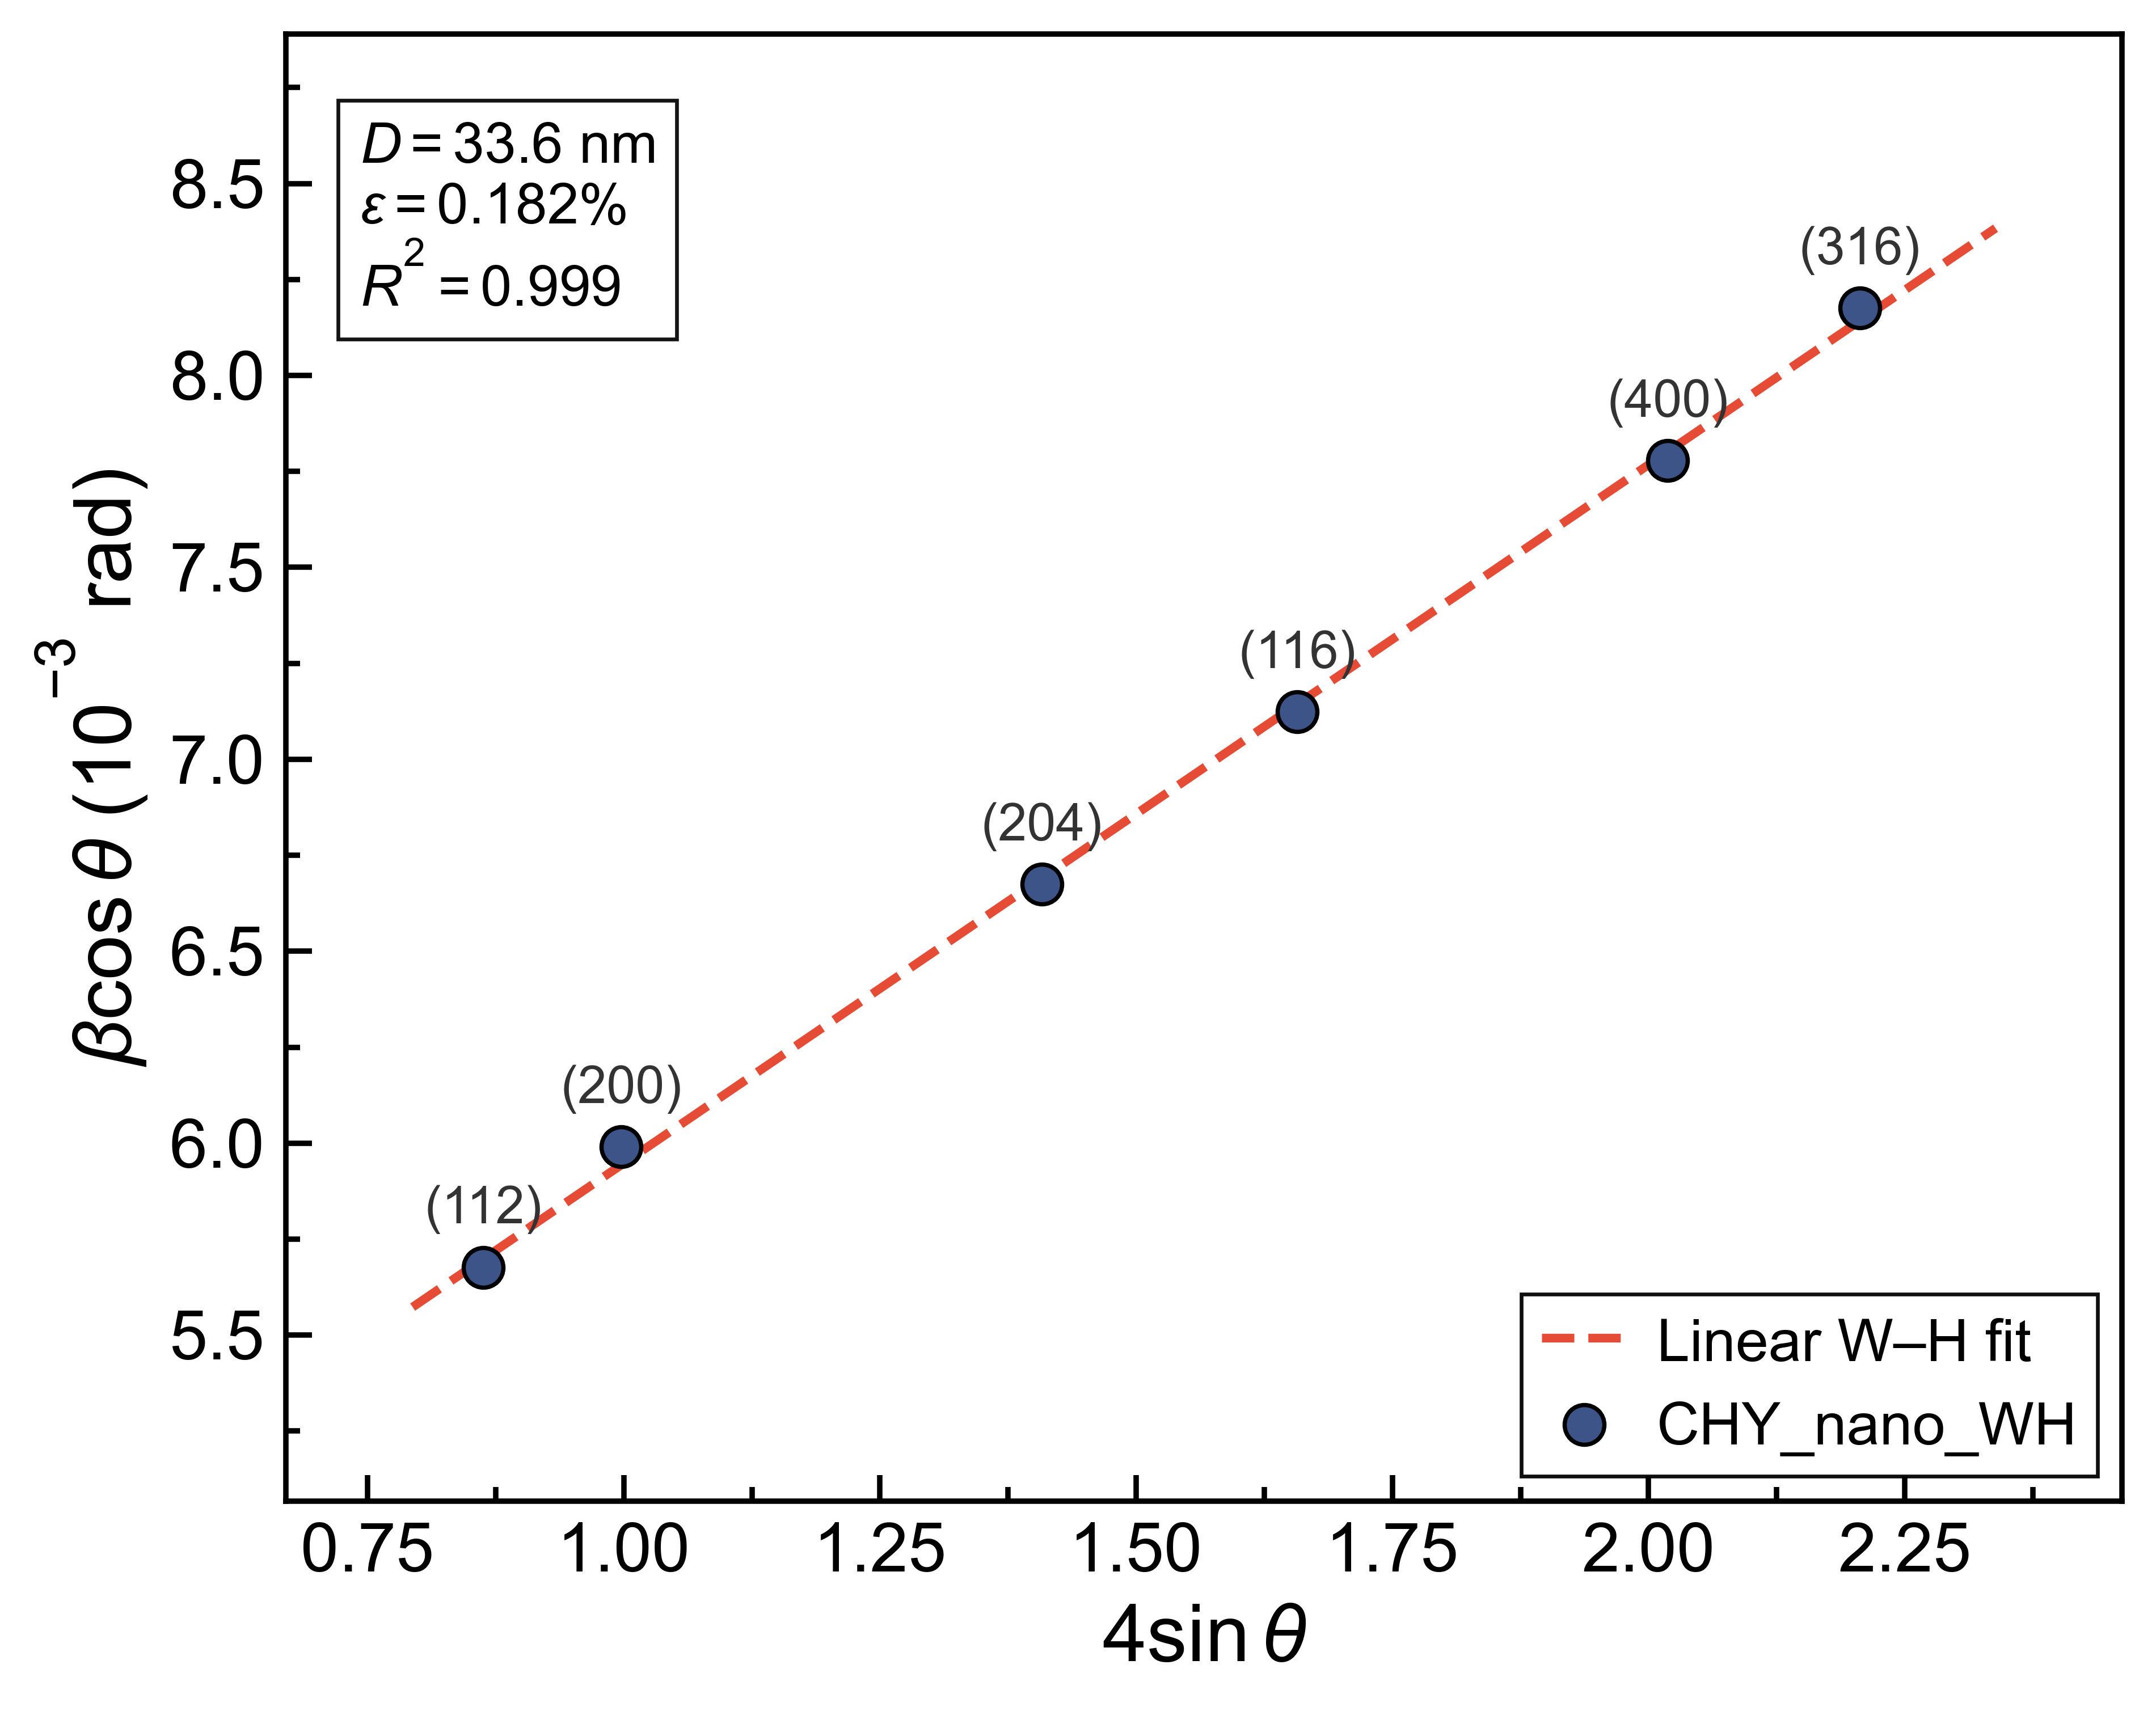 D = 33.6 nm
ε = 0.182%
R² = 0.999
8.5
8.0
7.5
7.0
6.5
6.0
5.5
βcos θ (10⁻³ rad)
(316)
(400)
(116)
(204)
(200)
(112)
Linear W–H fit
CHY_nano_WH
0.75 1.00 1.25 1.50 1.75 2.00 2.25
4sin θ